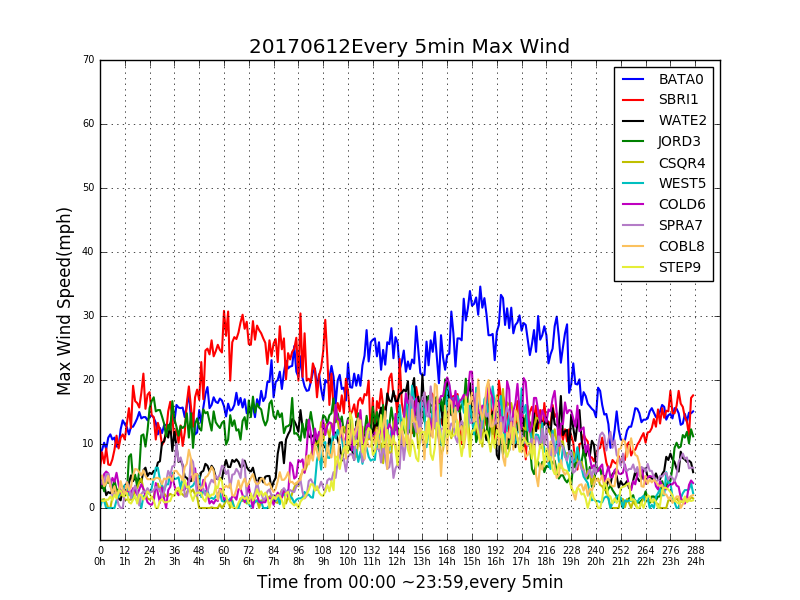 20170612Every 5min Max Wind
Max Wind Speed(mph)
70
60
50
40
30
20
10
0
BATA0
SBRI1
WATE2
JORD3
CSQR4
WEST5
COLD6
SPRA7
COBL8
STEP9
0 12 24 36 48 60 72 84 96 108 120 132 144 156 168 180 192 204 216 228 240 252 264 276 288
0h 1h 2h 3h 4h 5h 6h 7h 8h 9h 10h 11h 12h 13h 14h 15h 16h 17h 18h 19h 20h 21h 22h 23h 24h
Time from 00:00 ~23:59,every 5min